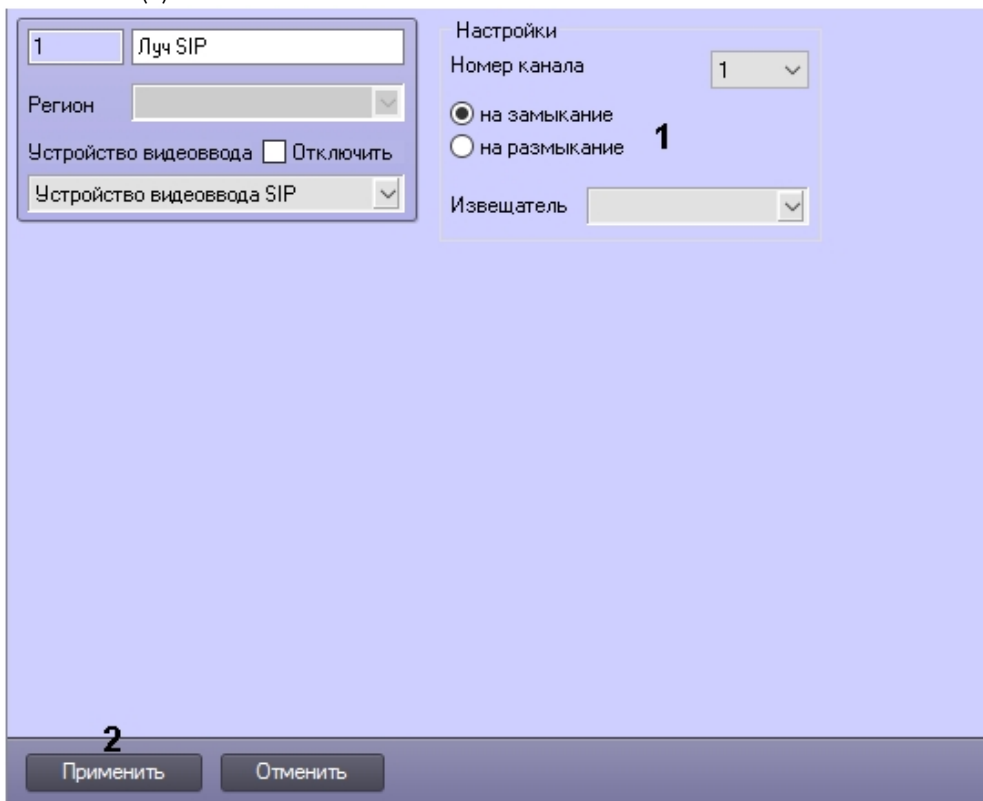 1 Луч SIP
Регион
Устройство видеоввода Отключить
Устройство видеоввода SIP
Настройки
Номер канала 1
на замыкание
на размыкание
1
Извещатель
2
Применить Отменить